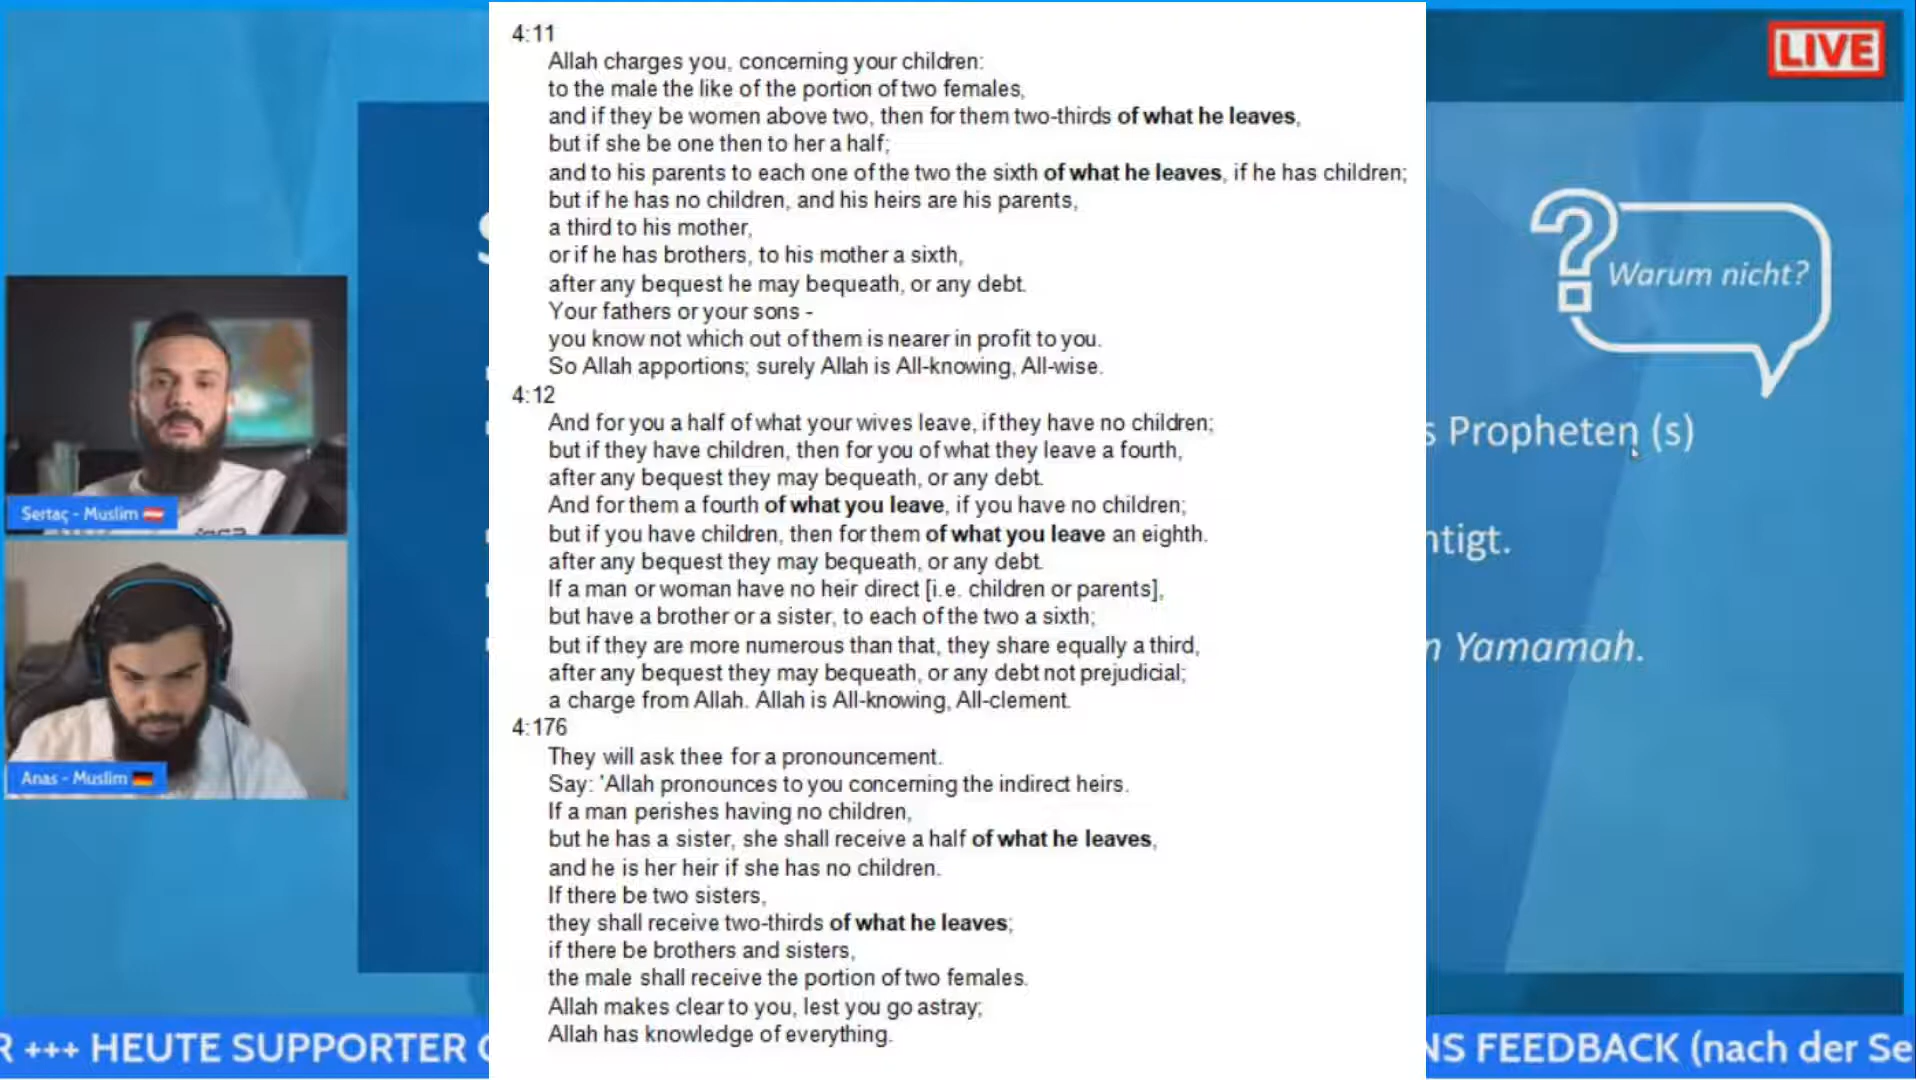 4:11
Allah charges you, concerning your children:
to the male the like of the portion of two females,
and if they be women above two, then for them two-thirds of what he leaves,
but if she be one then to her a half;
and to his parents to each one of the two the sixth of what he leaves, if he has children;
but if he has no children, and his heirs are his parents,
a third to his mother,
or if he has brothers, to his mother a sixth,
after any bequest he may bequeath, or any debt.
Your fathers or your sons -
you know not which out of them is nearer in profit to you.
So Allah apportions; surely Allah is All-knowing, All-wise.
4:12
And for you a half of what your wives leave, if they have no children;
but if they have children, then for you of what they leave a fourth,
after any bequest they may bequeath, or any debt.
And for them a fourth of what you leave, if you have no children;
but if you have children, then for them of what you leave an eighth.
after any bequest they may bequeath, or any debt.
If a man or woman have no heir direct [i.e. children or parents],
but have a brother or a sister, to each of the two a sixth;
but if they are more numerous than that, they share equally a third,
after any bequest they may bequeath, or any debt not prejudicial;
a charge from Allah. Allah is All-knowing, All-clement.
4:176
They will ask thee for a pronouncement.
Say: 'Allah pronounces to you concerning the indirect heirs.
If a man perishes having no children,
but he has a sister, she shall receive a half of what he leaves,
and he is her heir if she has no children.
If there be two sisters,
they shall receive two-thirds of what he leaves;
if there be brothers and sisters,
the male shall receive the portion of two females.
Allah makes clear to you, lest you go astray;
Allah has knowledge of everything.
LIVE
Warum nicht?
s Propheten (s)
htigt.
n Yamamah.
Sertaç - Muslim
Anas - Muslim
R +++ HEUTE SUPPORTER
NS FEEDBACK (nach der Se